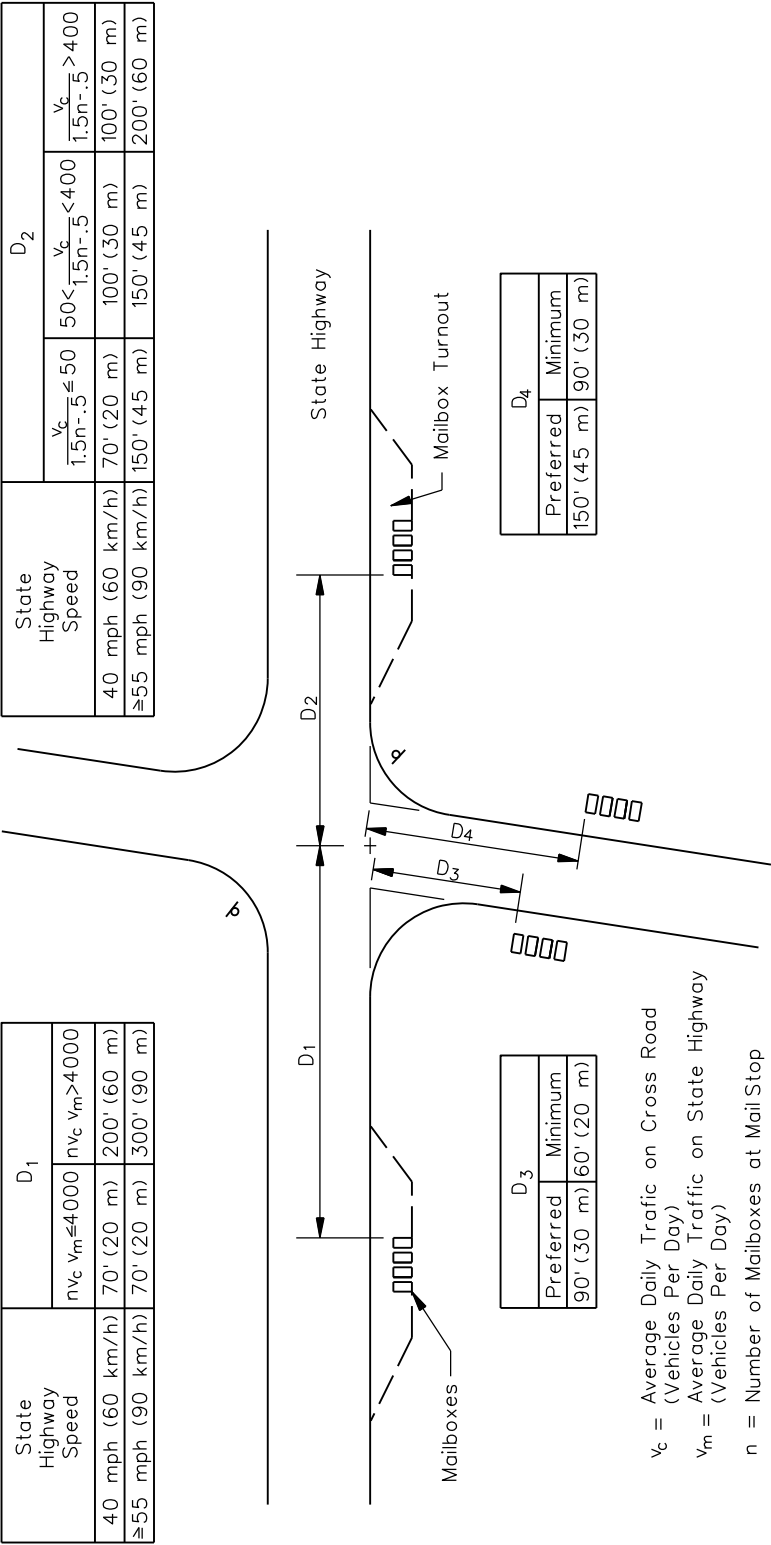 State
Highway
Speed
D1
nvc vm≤4000 nvc vm>4000
40 mph (60 km/h) 70' (20 m) 200' (60 m)
≥55 mph (90 km/h) 70' (20 m) 300' (90 m)
State
Highway
Speed
D2
vc/1.5n-.5 ≤ 50 50< vc/1.5n-.5 <400 vc/1.5n-.5 >400
40 mph (60 km/h) 70' (20 m) 100' (30 m) 100' (30 m)
≥55 mph (90 km/h) 150' (45 m) 150' (45 m) 200' (60 m)
State Highway
D1
D2
D3
D4
Mailboxes
Mailbox Turnout
D3
Preferred Minimum
90' (30 m) 60' (20 m)
D4
Preferred Minimum
150' (45 m) 90' (30 m)
vc = Average Daily Trafic on Cross Road
(Vehicles Per Day)
vm = Average Daily Traffic on State Highway
(Vehicles Per Day)
n = Number of Mailboxes at Mail Stop